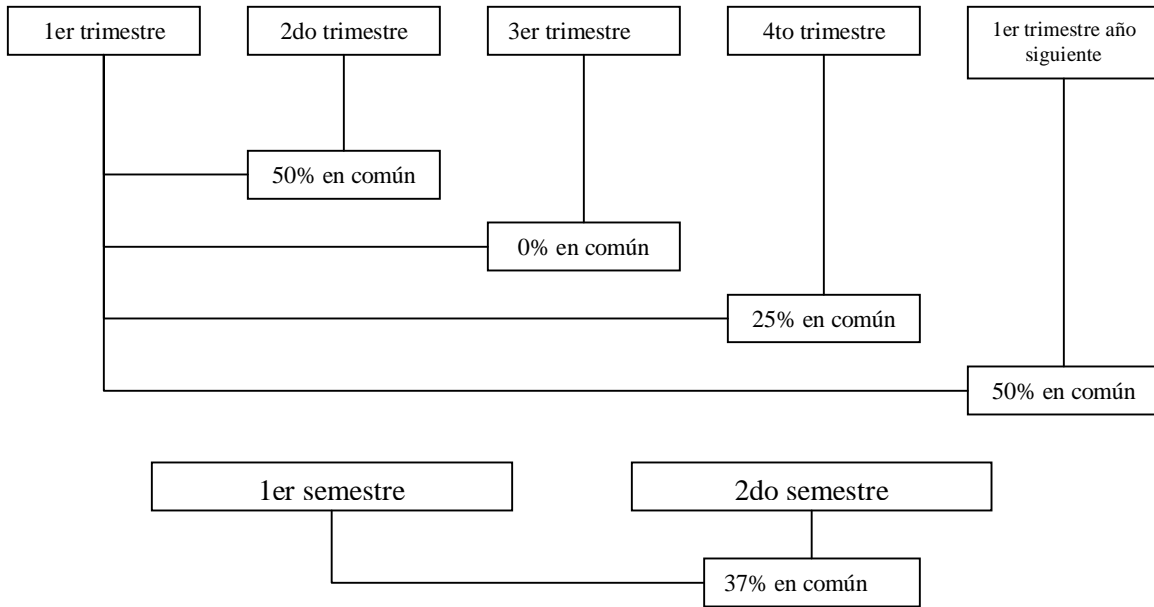 1er trimestre
2do trimestre
3er trimestre
4to trimestre
1er trimestre año
siguiente
50% en común
0% en común
25% en común
50% en común
1er semestre
2do semestre
37% en común